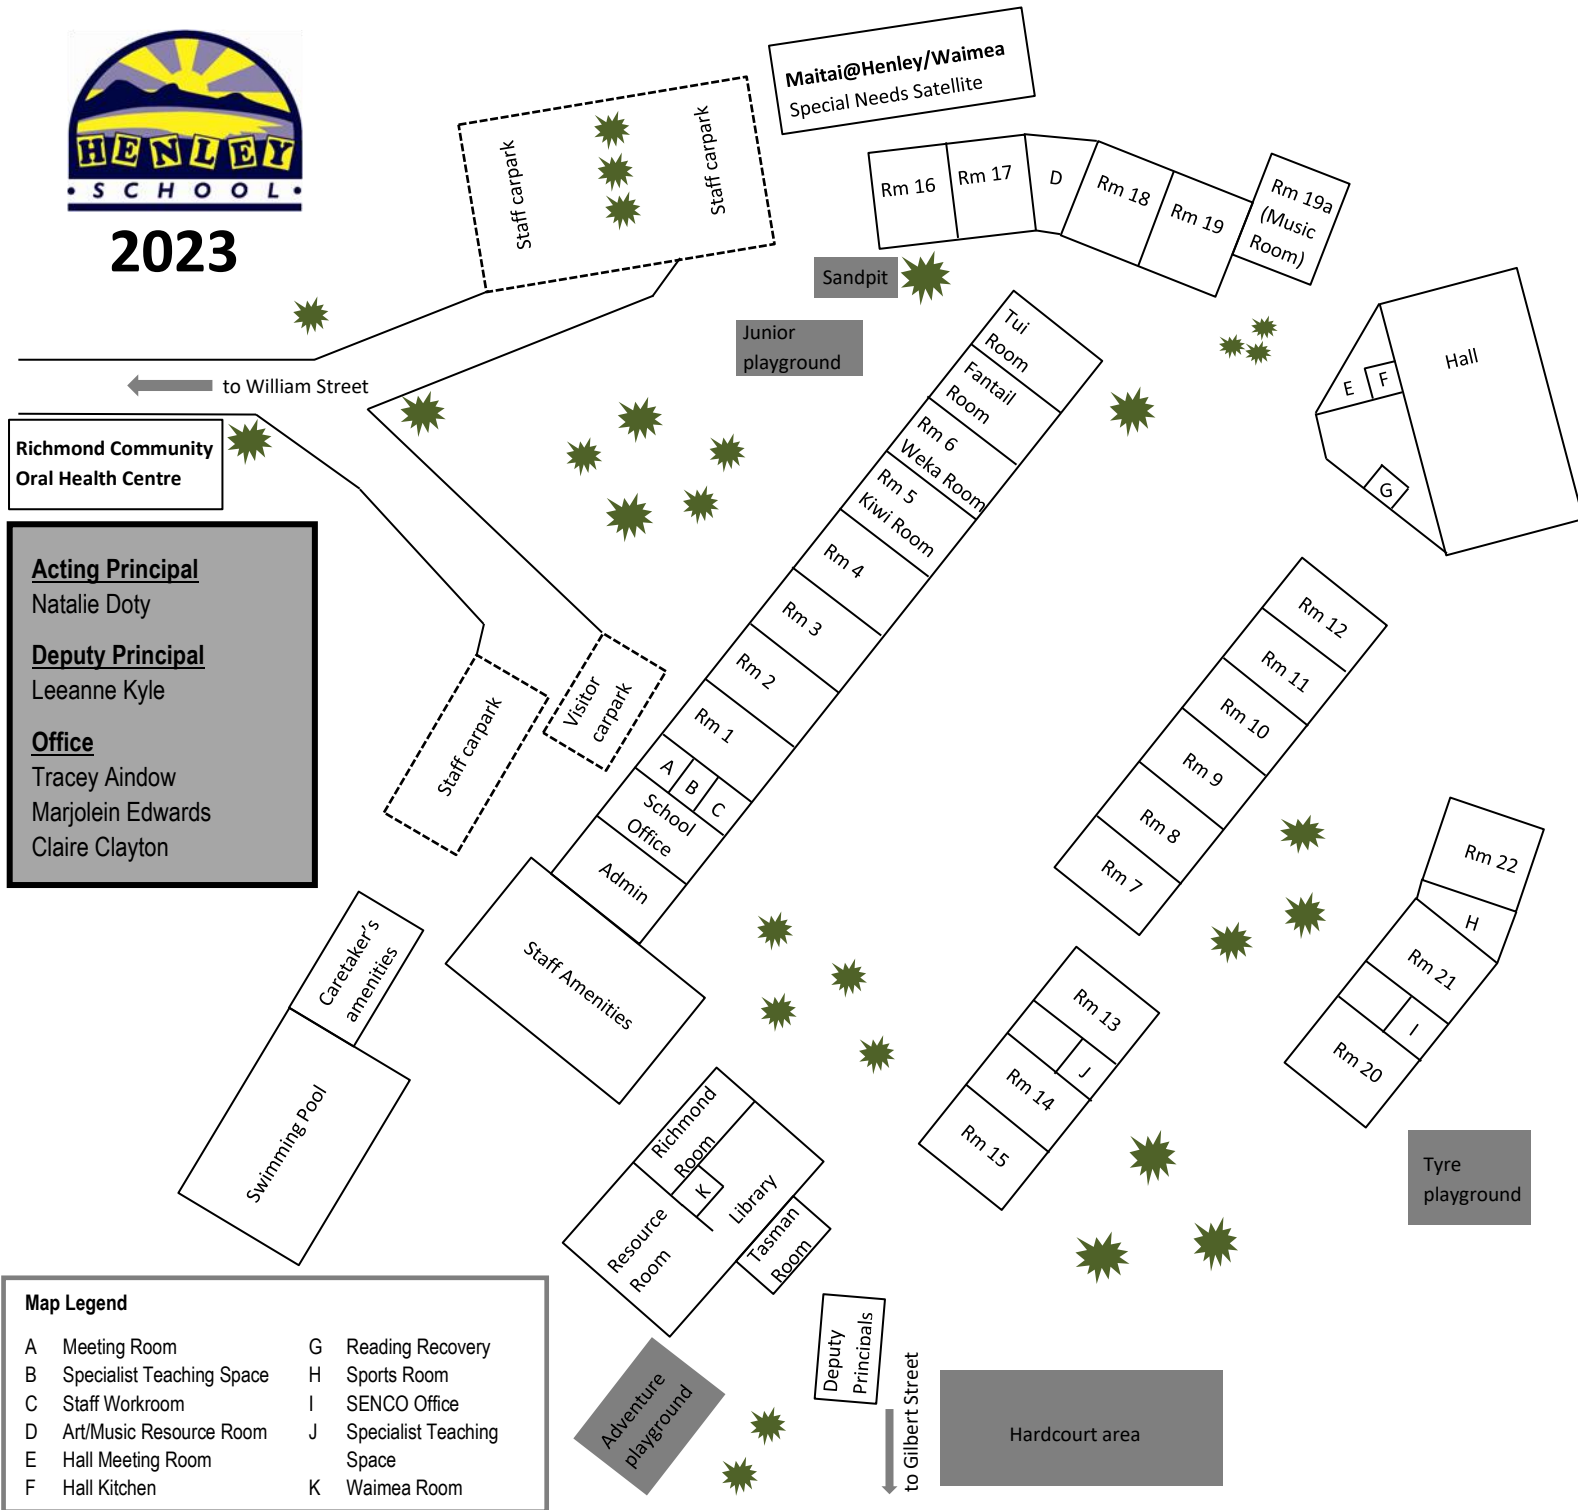 HENLEY
SCHOOL
2023
Maitai@Henley/Waimea
Special Needs Satellite
Staff carpark
Staff carpark
Rm 16
Rm 17
D
Rm 18
Rm 19
Rm 19a
(Music
Room)
Sandpit
Junior
playground
to William Street
Richmond Community
Oral Health Centre
Tui
Room
Fantail
Room
Rm 6
Weka Room
Rm 5
Kiwi Room
Rm 4
Rm 3
Rm 2
Rm 1
A
B
C
School
Office
Admin
Hall
E
F
G
Acting Principal
Natalie Doty
Deputy Principal
Leeanne Kyle
Office
Tracey Aindow
Marjolein Edwards
Claire Clayton
Staff carpark
Visitor
carpark
Rm 12
Rm 11
Rm 10
Rm 9
Rm 8
Rm 7
Rm 22
H
Rm 21
I
Rm 20
Caretaker's
amenities
Swimming Pool
Staff Amenities
Rm 13
J
Rm 14
Rm 15
Richmond
Room
K
Library
Resource
Room
Tasman
Room
Tyre
playground
Deputy
Principals
Adventure
playground
to Gilbert Street
Hardcourt area
Map Legend
A Meeting Room
B Specialist Teaching Space
C Staff Workroom
D Art/Music Resource Room
E Hall Meeting Room
F Hall Kitchen
G Reading Recovery
H Sports Room
I SENCO Office
J Specialist Teaching
Space
K Waimea Room